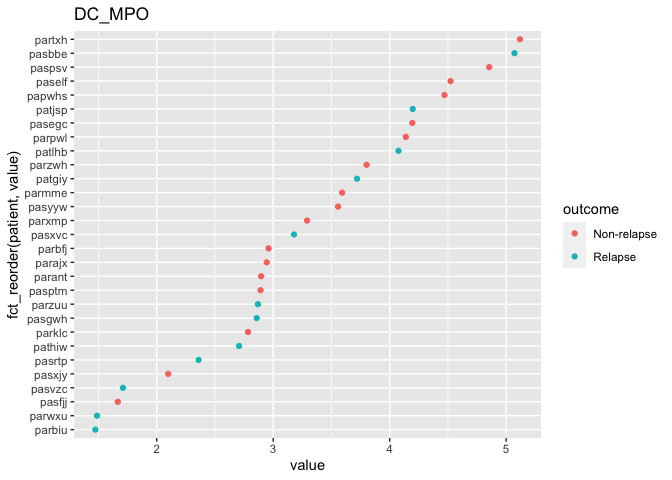 DC_MPO
fct_reorder(patient, value)
partxh
pasbbe
paspsv
paself
papwhs
patjsp
pasegc
parpwl
patlhb
parzwh
patgiy
parmme
pasyyw
parxmp
pasxvc
parbfj
parajx
parant
pasptm
parzuu
pasgwh
parklc
pathiw
pasrtp
pasxjy
pasvzc
pasfjj
parwxu
parbiu
2 3 4 5
value
outcome
Non-relapse
Relapse